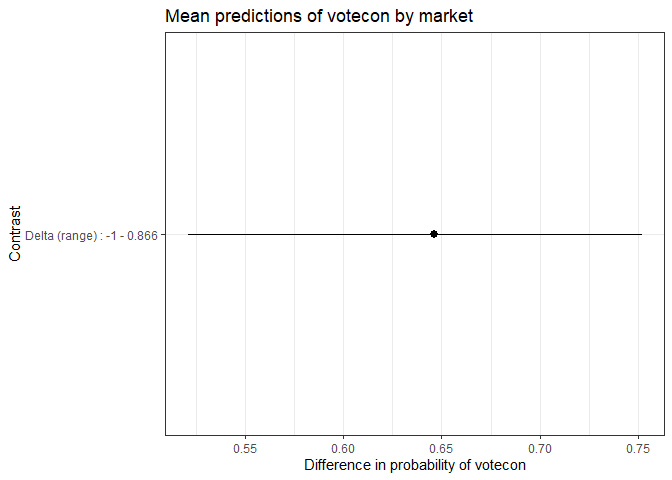 Mean predictions of votecon by market
Contrast
Delta (range) : -1 - 0.866
0.55 0.60 0.65 0.70 0.75
Difference in probability of votecon